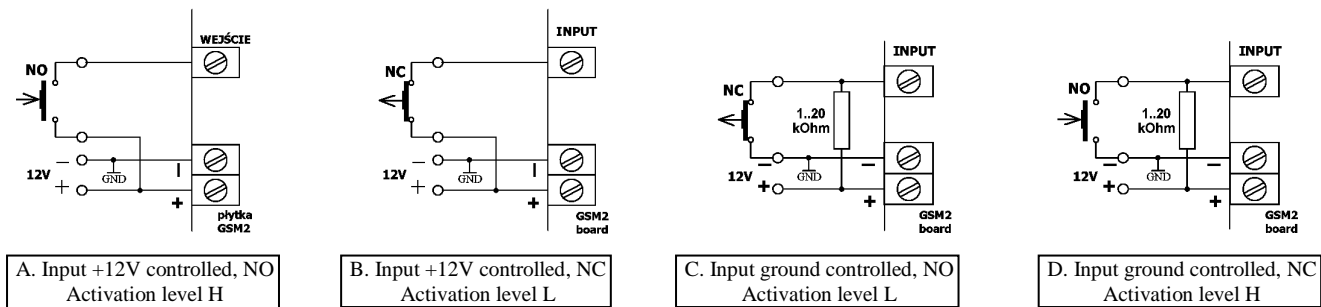 WEJŚCIE
NO
12V
–
+
GND
–
+
płytka
GSM2
A. Input +12V controlled, NO
Activation level H
INPUT
NC
12V
–
+
GND
–
+
GSM2
board
B. Input +12V controlled, NC
Activation level L
INPUT
NC
1..20
kOhm
12V
–
+
GND
–
+
GSM2
board
C. Input ground controlled, NO
Activation level L
INPUT
NO
1..20
kOhm
12V
–
+
GND
–
+
GSM2
board
D. Input ground controlled, NC
Activation level H